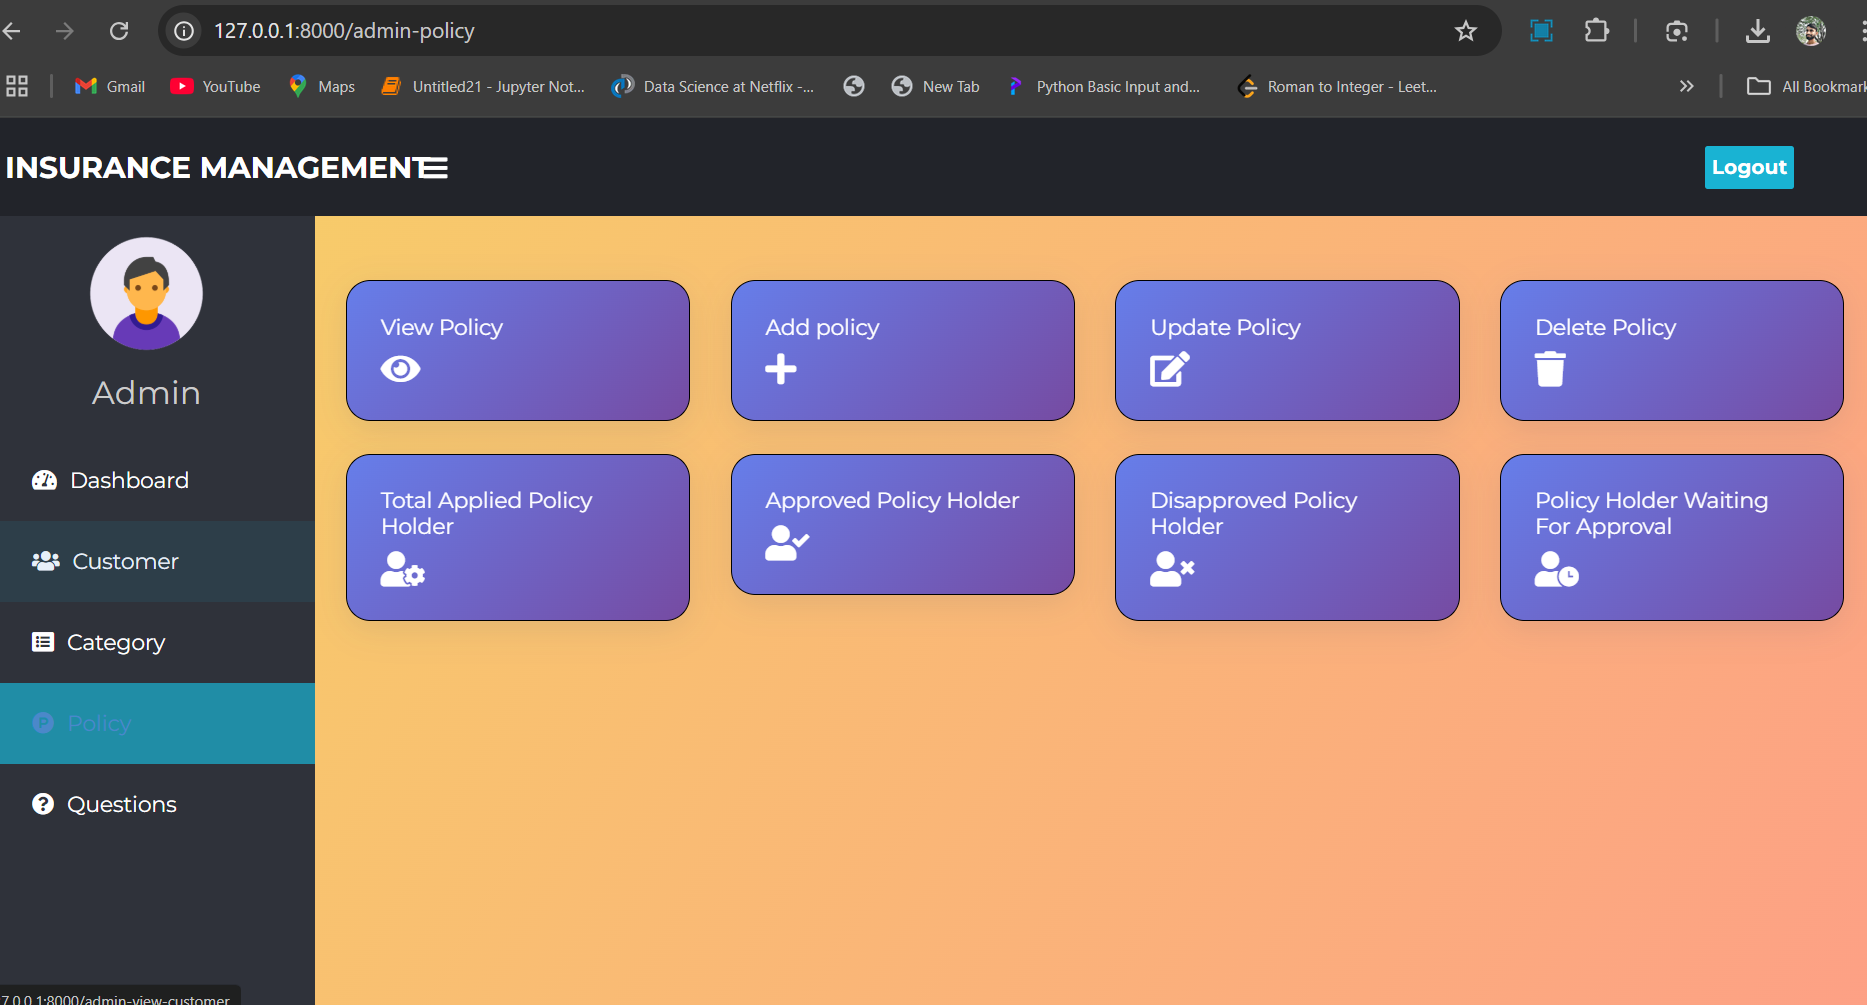 127.0.0.1:8000/admin-policy
Gmail
YouTube
Maps
Untitled21 - Jupyter Not...
Data Science at Netflix -...
New Tab
Python Basic Input and...
Roman to Integer - Leet...
All Bookmark
INSURANCE MANAGEMENT
Logout
Admin
Dashboard
Customer
Category
Policy
Questions
View Policy
Add policy
Update Policy
Delete Policy
Total Applied Policy
Holder
Approved Policy Holder
Disapproved Policy
Holder
Policy Holder Waiting
For Approval
7.0.0.1:8000/admin-view-customer